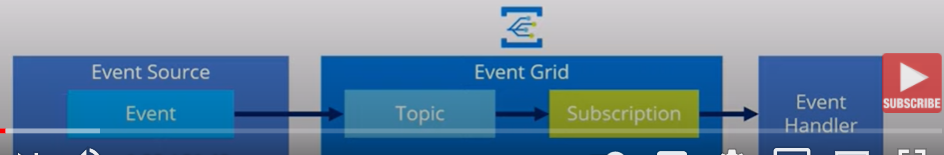 Event Source
Event
Event Grid
Topic
Subscription
Event
Handler
SUBSCRIBE